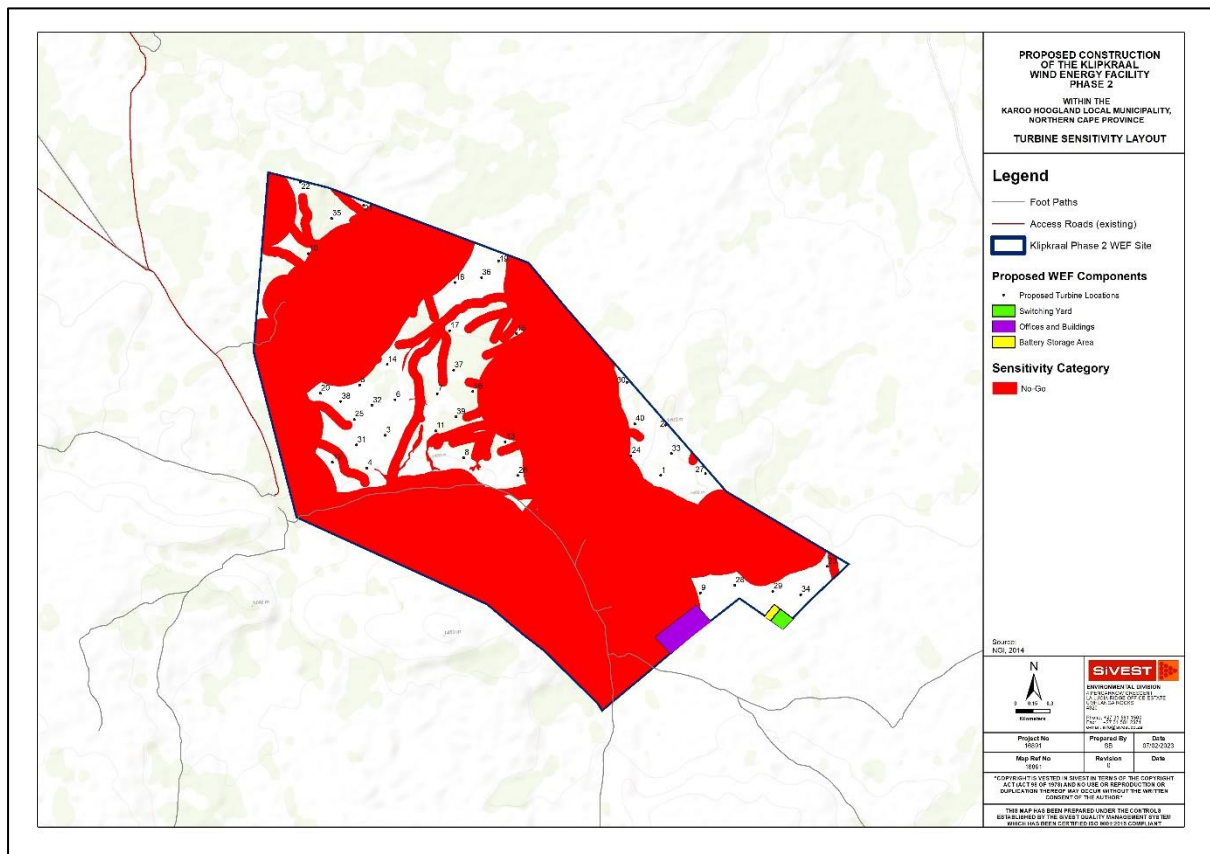 PROPOSED CONSTRUCTION
OF THE KLIPKRAAL
WIND ENERGY FACILITY
PHASE 2
WITHIN THE
KAROO HOOGLAND LOCAL MUNICIPALITY,
NORTHERN CAPE PROVINCE
TURBINE SENSITIVITY LAYOUT
Legend
Foot Paths
Access Roads (existing)
Klipkraal Phase 2 WEF Site
Proposed WEF Components
Proposed Turbine Locations
Switching Yard
Offices and Buildings
Battery Storage Area
Sensitivity Category
No-Go
Source:
NGI, 2014
N
0 0.15 0.3
Kilometers
SiVEST
ENVIRONMENTAL DIVISION
Project No
16801
Prepared By
SB
Date
07/02/2023
Map Ref No
Revision
0
Date
"COPYRIGHT IS VESTED IN SIVEST IN TERMS OF THE COPYRIGHT
ACT (ACT 98 OF 1978) AND NO USE OR REPRODUCTION OR
DUPLICATION THEREOF MAY OCCUR WITHOUT THE WRITTEN
CONSENT OF THE AUTHOR"
THIS MAP HAS BEEN PREPARED UNDER THE CONTROLS
ESTABLISHED BY THE SIVEST QUALITY MANAGEMENT SYSTEM
WHICH HAS BEEN CERTIFIED ISO 9001:2015 COMPLIANT
22
35
36
17
14
37
20
38
6
32
25
39
11
3
31
8
4
40
24
33
1
27
9
28
29
34